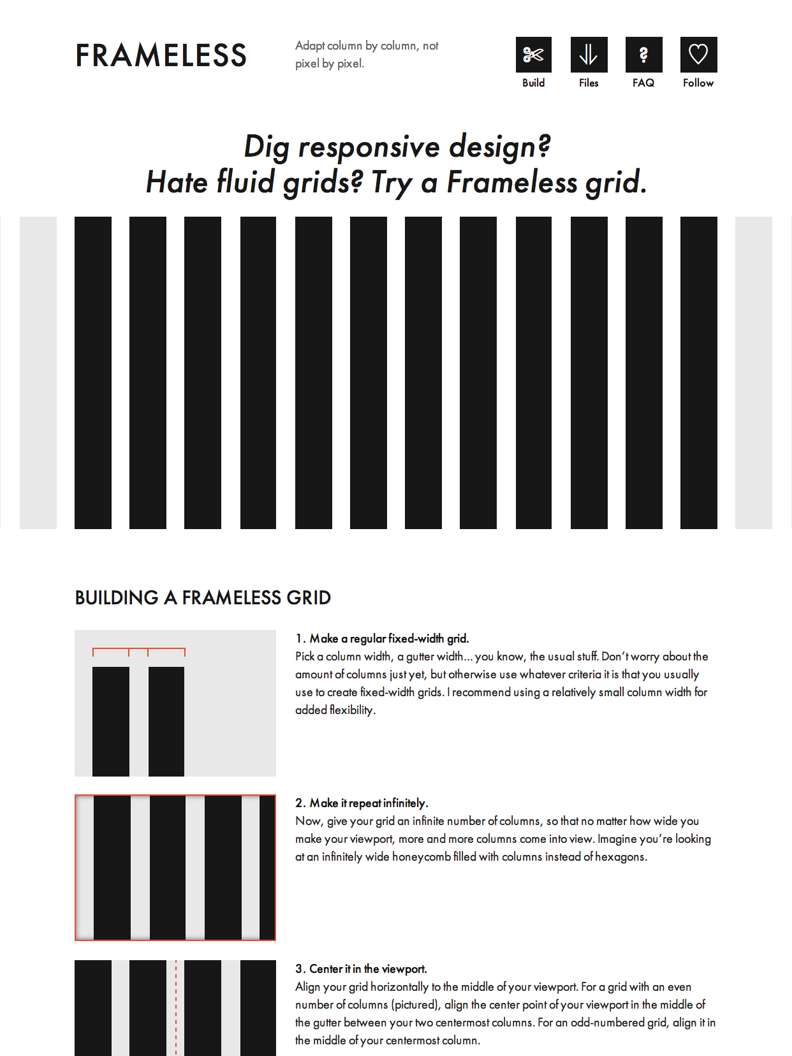 FRAMELESS
Adapt column by column, not
pixel by pixel.
Build
Files
FAQ
Follow
Dig responsive design?
Hate fluid grids? Try a Frameless grid.
BUILDING A FRAMELESS GRID
1. Make a regular fixed-width grid.
Pick a column width, a gutter width… you know, the usual stuff. Don’t worry about the
amount of columns just yet, but otherwise use whatever criteria it is that you usually
use to create fixed-width grids. I recommend using a relatively small column width for
added flexibility.
2. Make it repeat infinitely.
Now, give your grid an infinite number of columns, so that no matter how wide you
make your viewport, more and more columns come into view. Imagine you’re looking
at an infinitely wide honeycomb filled with columns instead of hexagons.
3. Center it in the viewport.
Align your grid horizontally to the middle of your viewport. For a grid with an even
number of columns (pictured), align the center point of your viewport in the middle of
the gutter between your two centermost columns. For an odd-numbered grid, align it in
the middle of your centermost column.